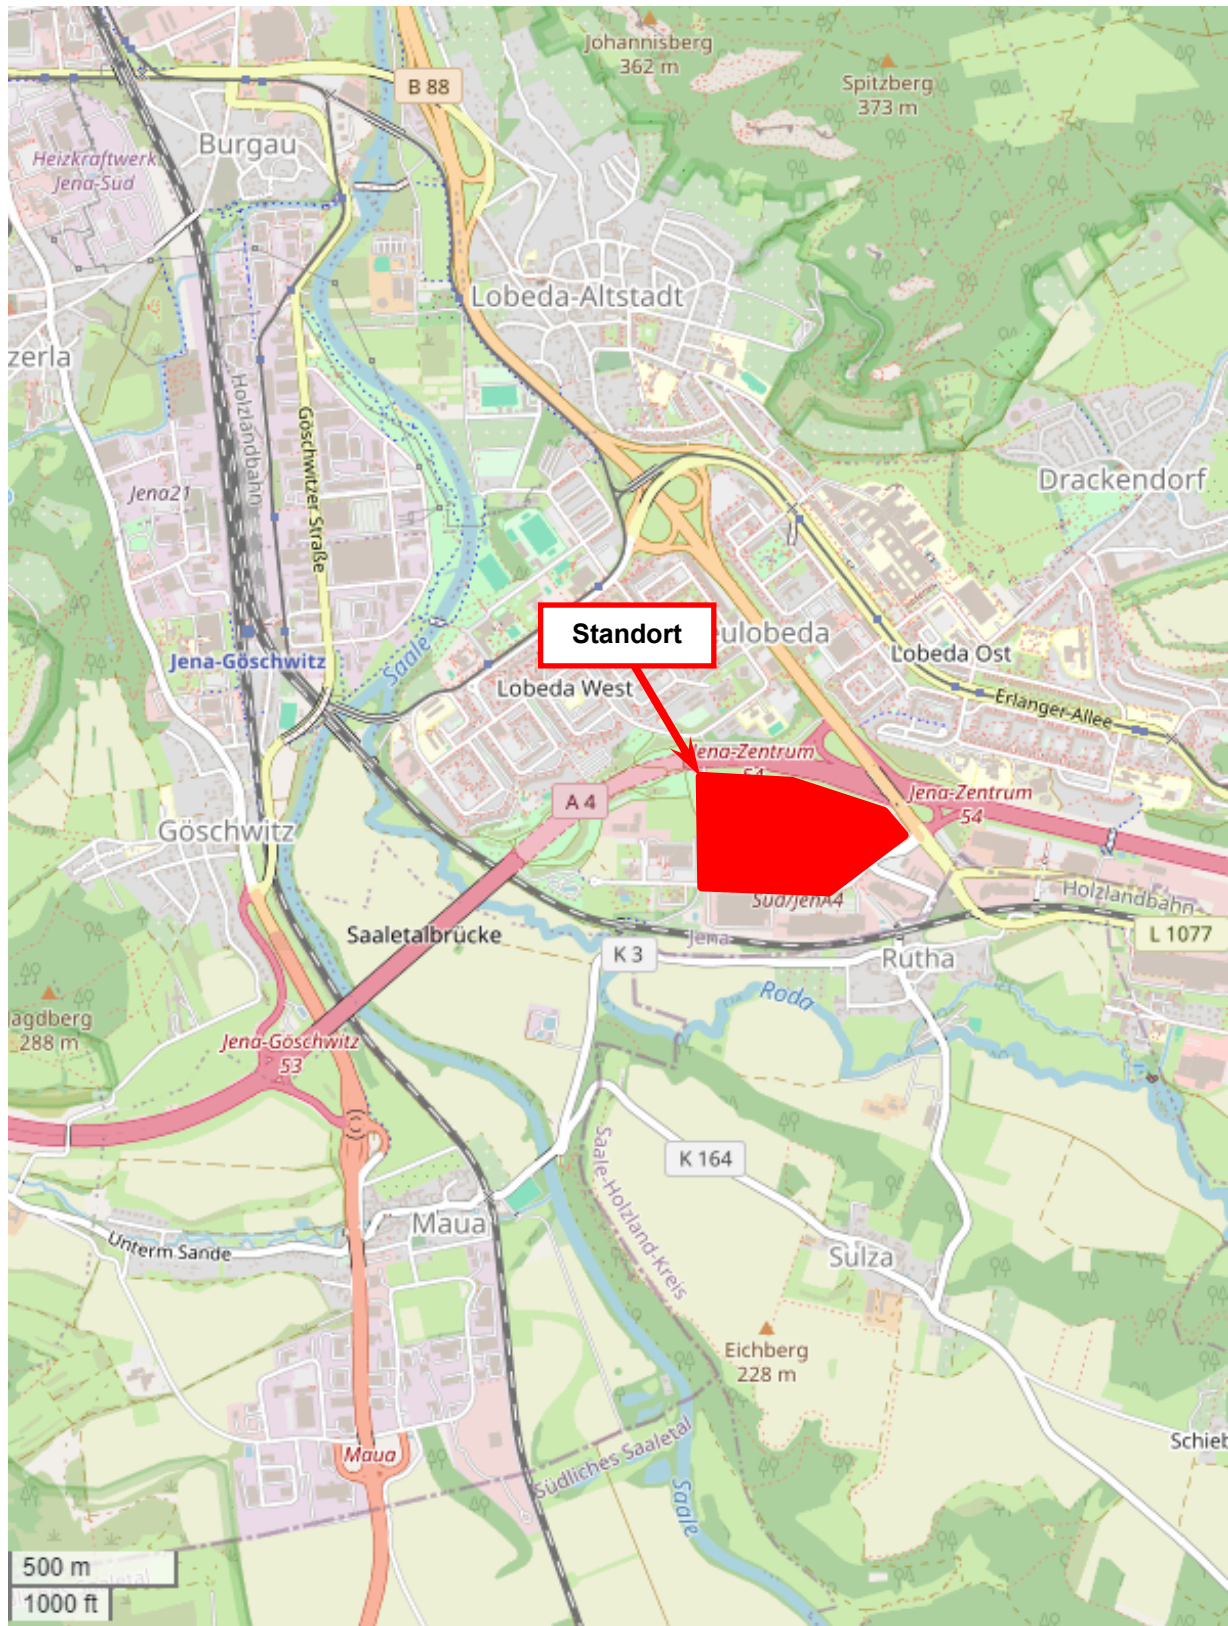 Johannisberg
362 m
Spitzberg
373 m
B 88
Burgau
Heizkraftwerk
Jena-Süd
Lobeda-Altstadt
zerla
Holzlandbahn
Göschwitzer Straße
Drackendorf
Jena21
Standort
eulobeda
Lobeda Ost
Jena-Göschwitz
Saale
Lobeda West
Erlanger-Allee
Jena-Zentrum
54
Jena-Zentrum
54
A 4
Göschwitz
Süd/JenA4
Holzlandbahn
Saaletalbrücke
Jena
L 1077
K 3
Rutha
Roda
Jagdberg
288 m
Jena-Göschwitz
53
Saale-Holzland-Kreis
K 164
Maua
Unterm Sande
Sulza
Eichberg
228 m
Maua
Schieb
Südliches Saaletal
Saale
500 m
1000 ft